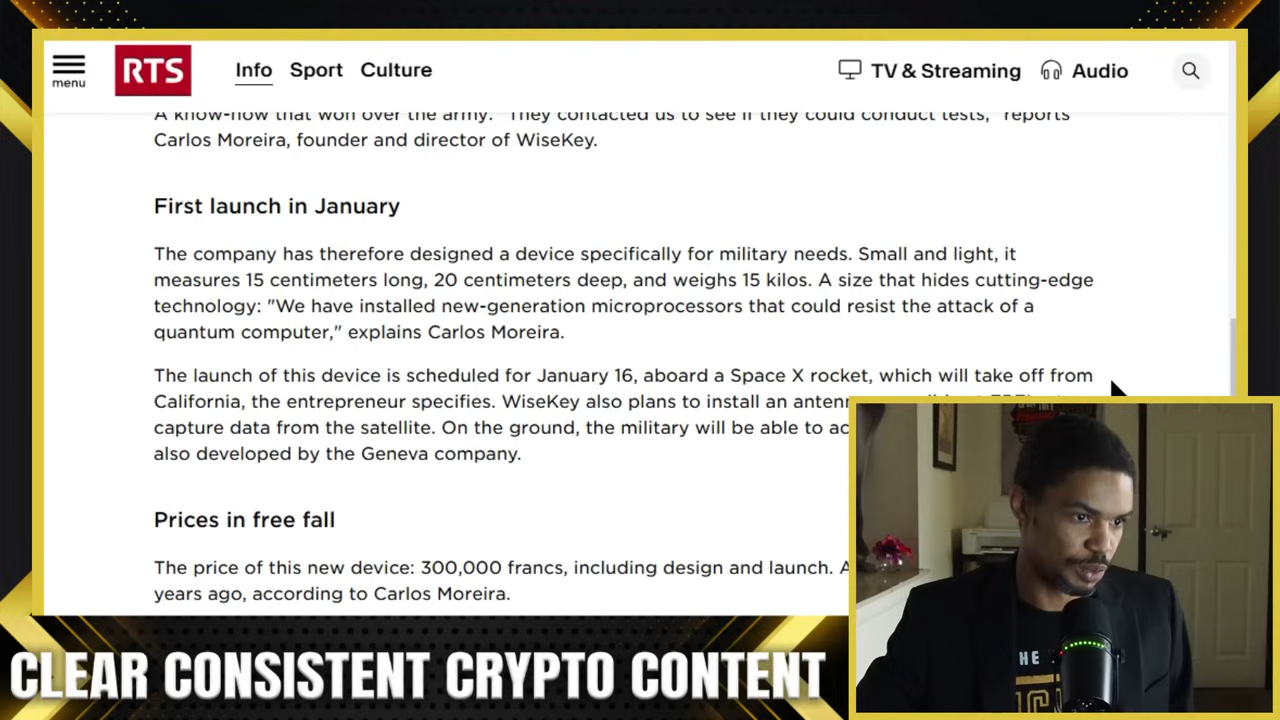 menu
RTS
Info Sport Culture
TV & Streaming
Audio
A know-how that won over the army. "They contacted us to see if they could conduct tests," reports
Carlos Moreira, founder and director of WiseKey.
First launch in January
The company has therefore designed a device specifically for military needs. Small and light, it
measures 15 centimeters long, 20 centimeters deep, and weighs 15 kilos. A size that hides cutting-edge
technology: "We have installed new-generation microprocessors that could resist the attack of a
quantum computer," explains Carlos Moreira.
The launch of this device is scheduled for January 16, aboard a Space X rocket, which will take off from
California, the entrepreneur specifies. WiseKey also plans to install an
capture data from the satellite. On the ground, the military will be able to
also developed by the Geneva company.
Prices in free fall
The price of this new device: 300,000 francs, including design and launch.
years ago, according to Carlos Moreira.
THE
CLEAR CONSISTENT CRYPTO CONTENT